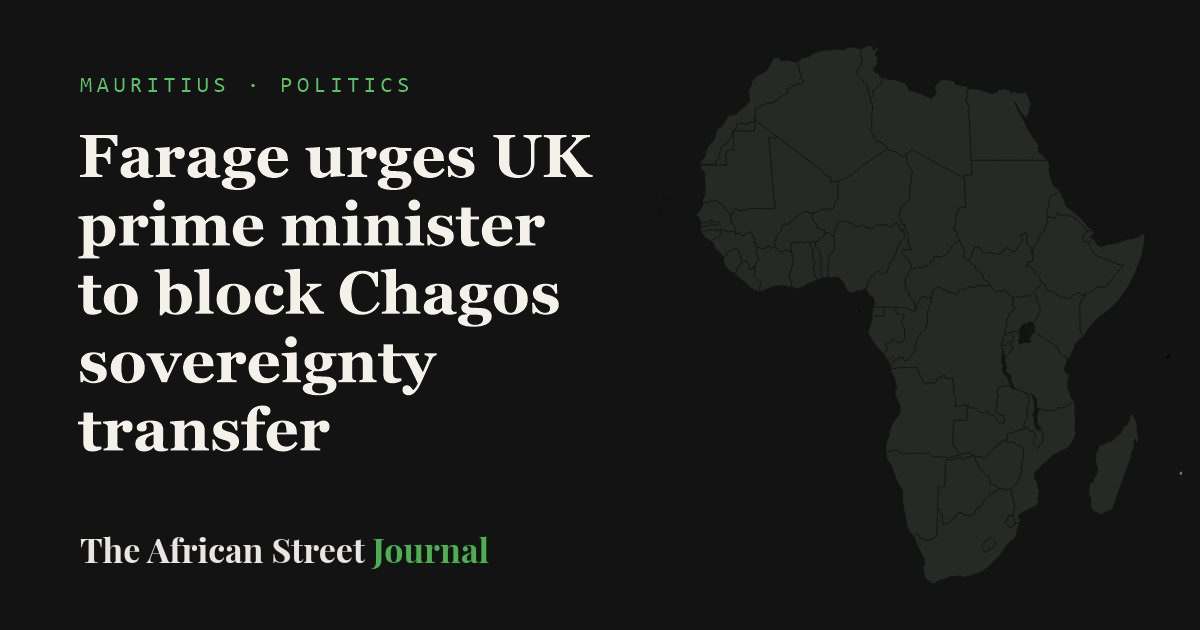 MAURITIUS · POLITICS
Farage urges UK
prime minister
to block Chagos
sovereignty
transfer
The African Street Journal